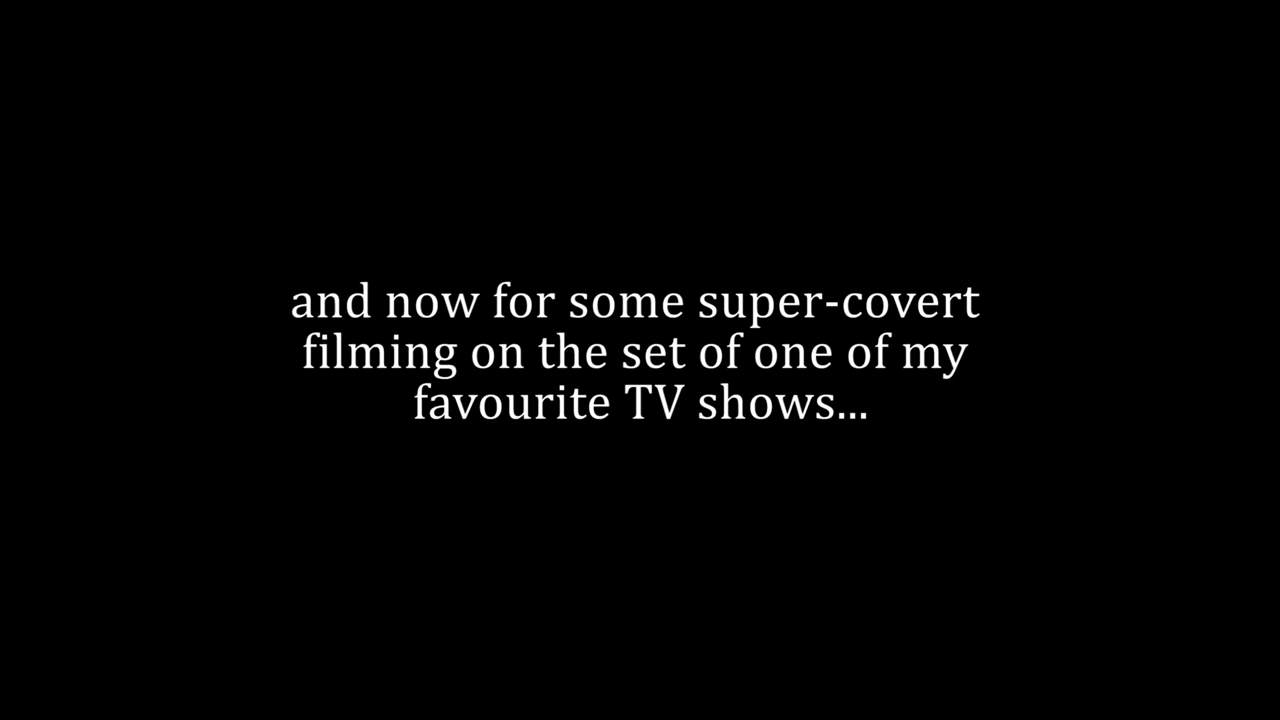 and now for some super-covert
filming on the set of one of my
favourite TV shows...